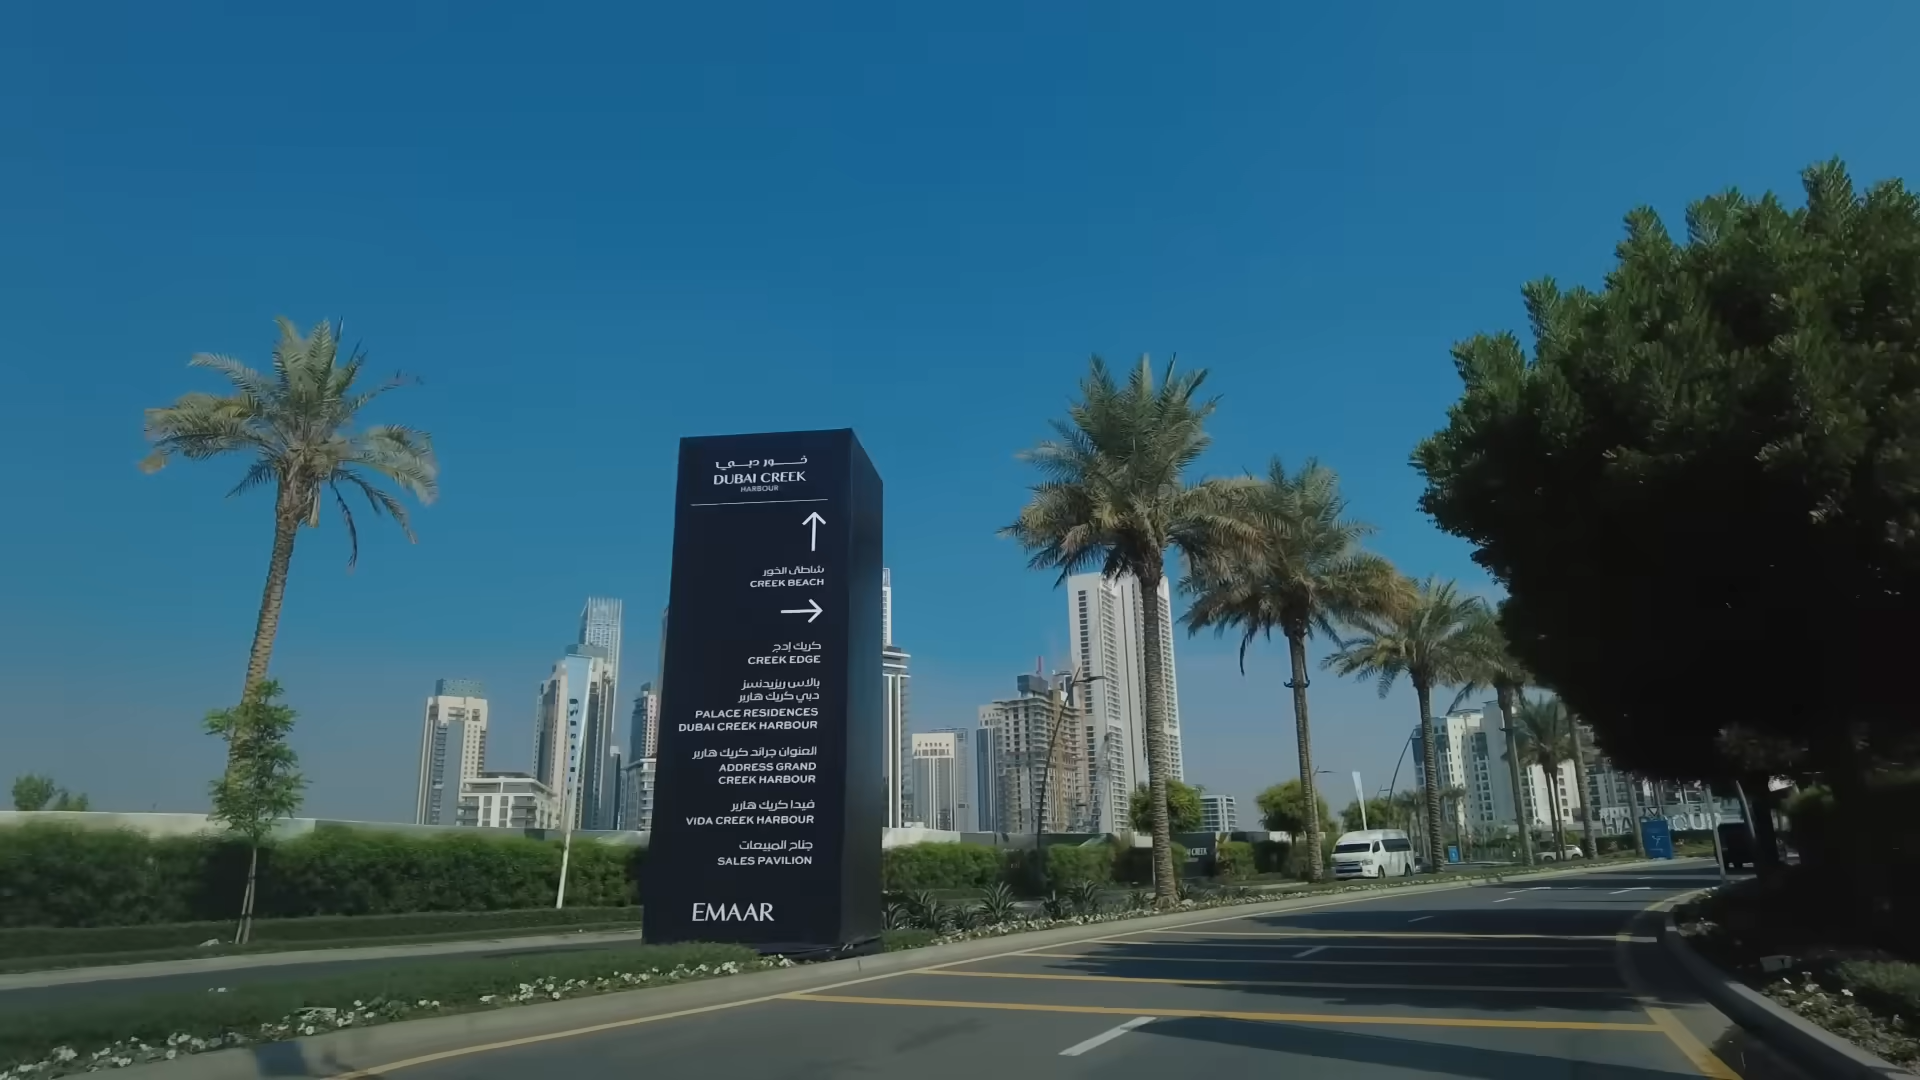 خور دبي
DUBAI CREEK
HARBOUR
شاطئ الخور
CREEK BEACH
كريك إدج
CREEK EDGE
بالاس ريزيدنسز
دبي كريك هاربر
PALACE RESIDENCES
DUBAI CREEK HARBOUR
العنوان جراند كريك هاربر
ADDRESS GRAND
CREEK HARBOUR
فيدا كريك هاربر
VIDA CREEK HARBOUR
جناح المبيعات
SALES PAVILION
EMAAR